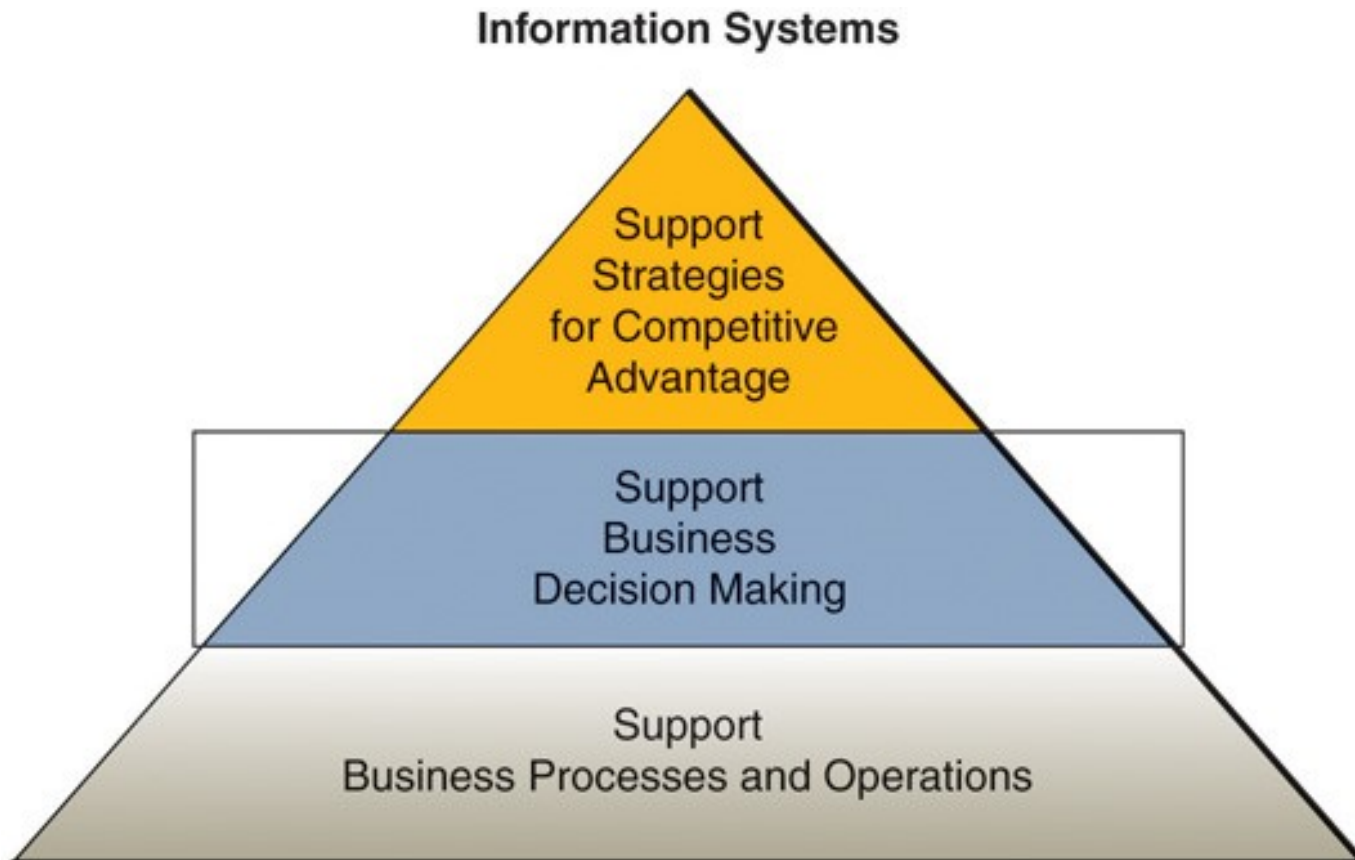 Information Systems
Support
Strategies
for Competitive
Advantage
Support
Business
Decision Making
Support
Business Processes and Operations